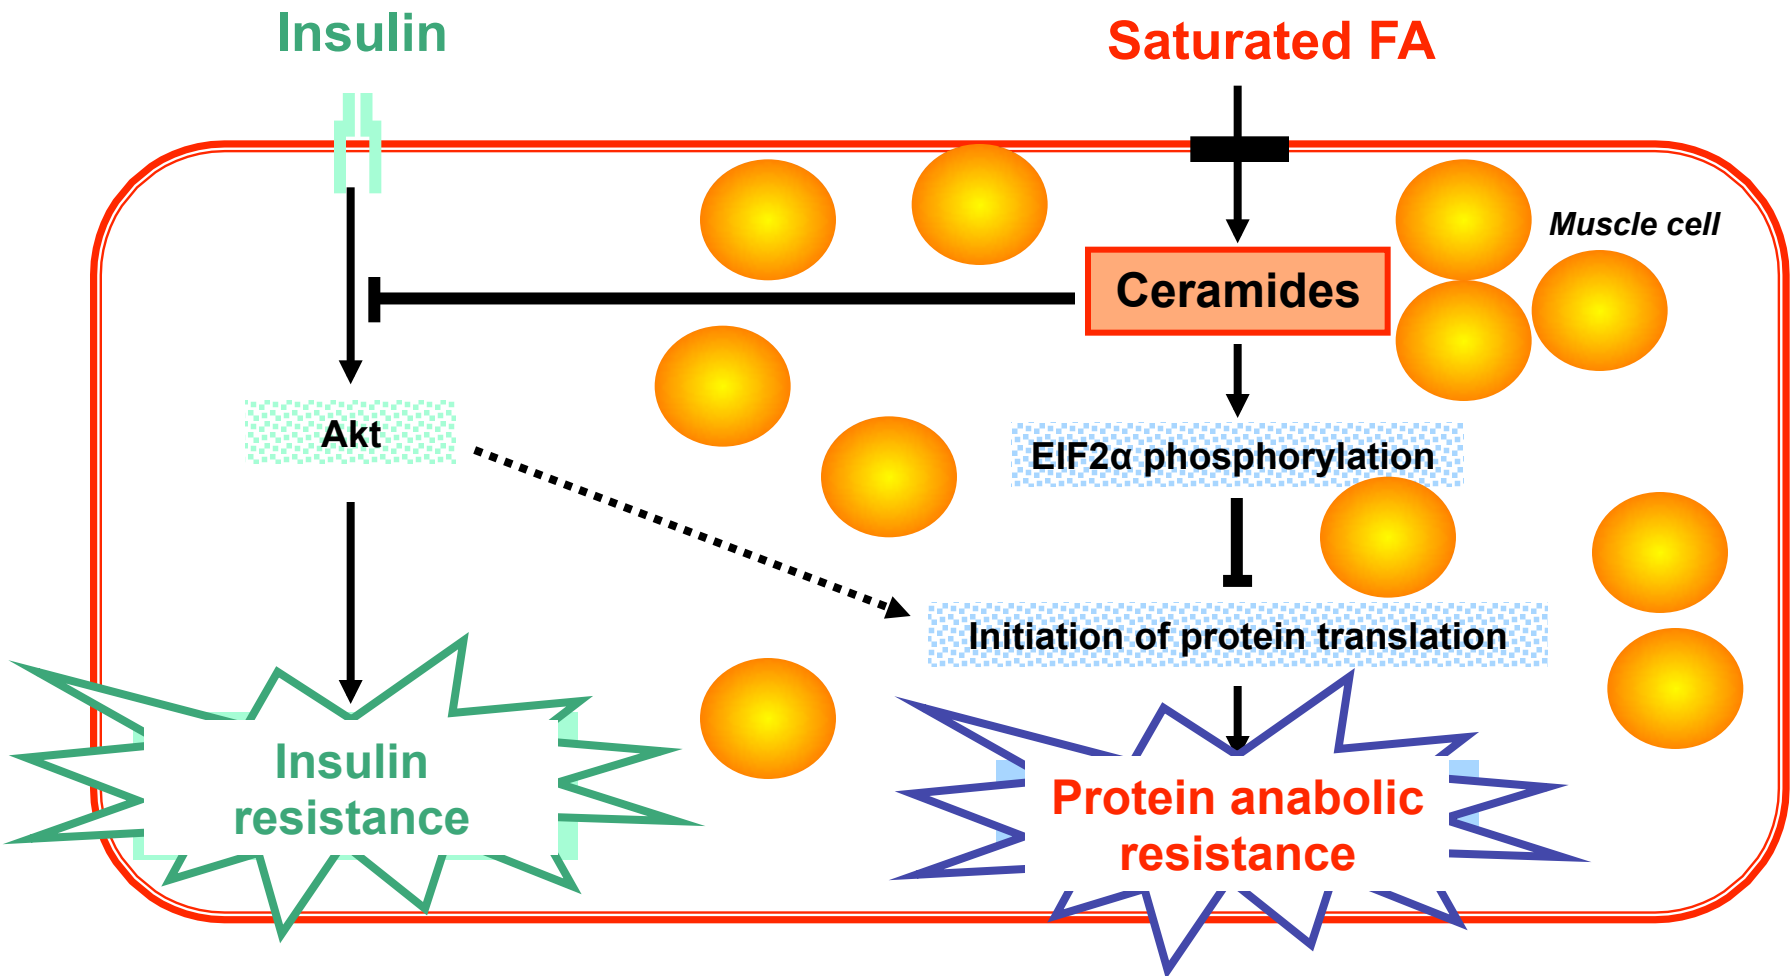 Insulin
Saturated FA
Muscle cell
Ceramides
Akt
EIF2α phosphorylation
Initiation of protein translation
Insulin
resistance
Protein anabolic
resistance